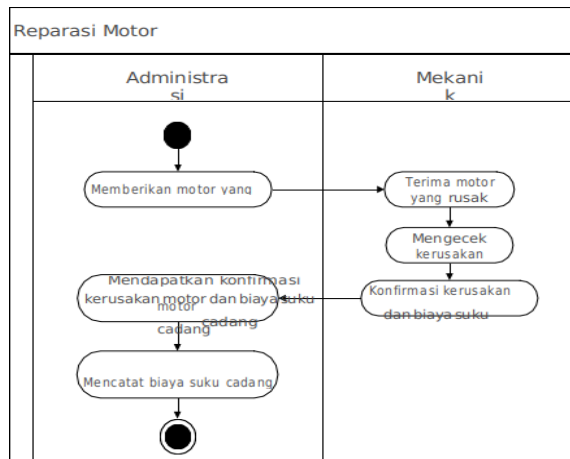 Reparasi Motor
Administra
si
Mekani
k
Memberikan motor yang
Terima motor
yang rusak
Mengecek
kerusakan
Konfirmasi kerusakan
dan biaya suku
Mendapatkan konfirmasi
kerusakan motor dan biaya suku
motor
cadang
cadang
Mencatat biaya suku cadang